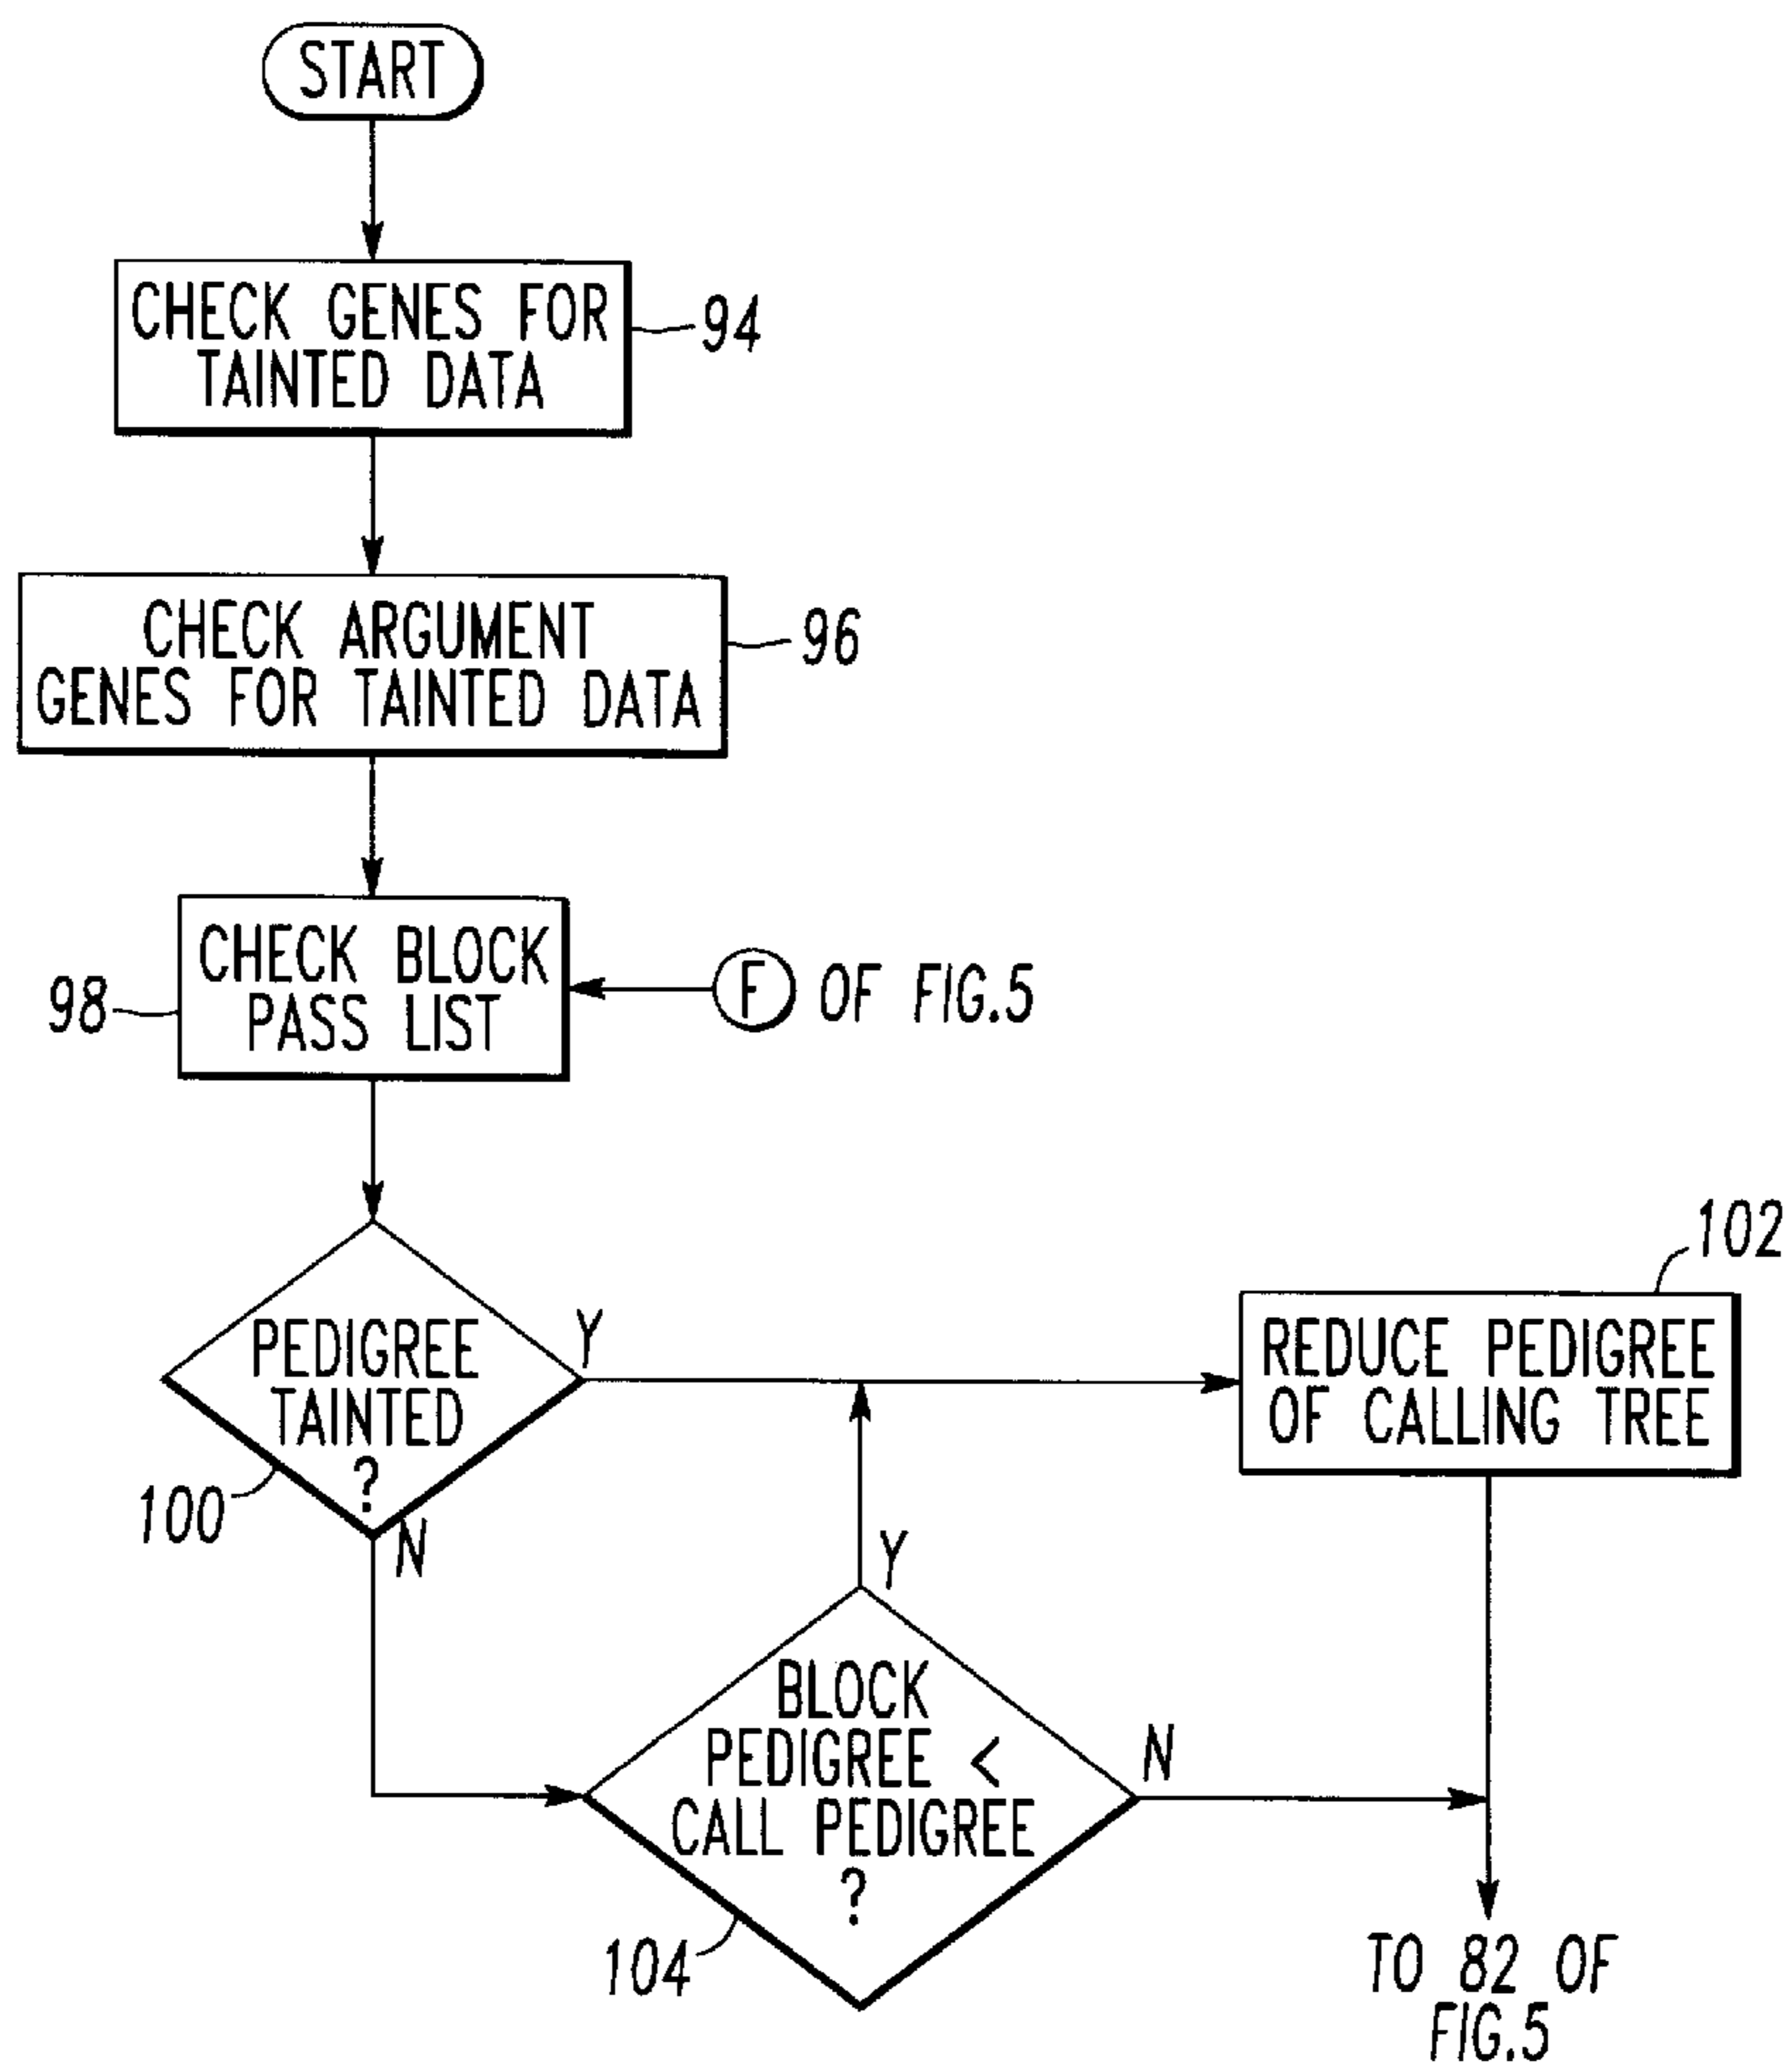 START
CHECK GENES FOR
TAINTED DATA
94
CHECK ARGUMENT
GENES FOR TAINTED DATA
96
CHECK BLOCK
PASS LIST
98
F OF FIG.5
PEDIGREE
TAINTED
?
100
Y
N
102
REDUCE PEDIGREE
OF CALLING TREE
Y
BLOCK
PEDIGREE <
CALL PEDIGREE
?
N
104
TO 82 OF
FIG.5